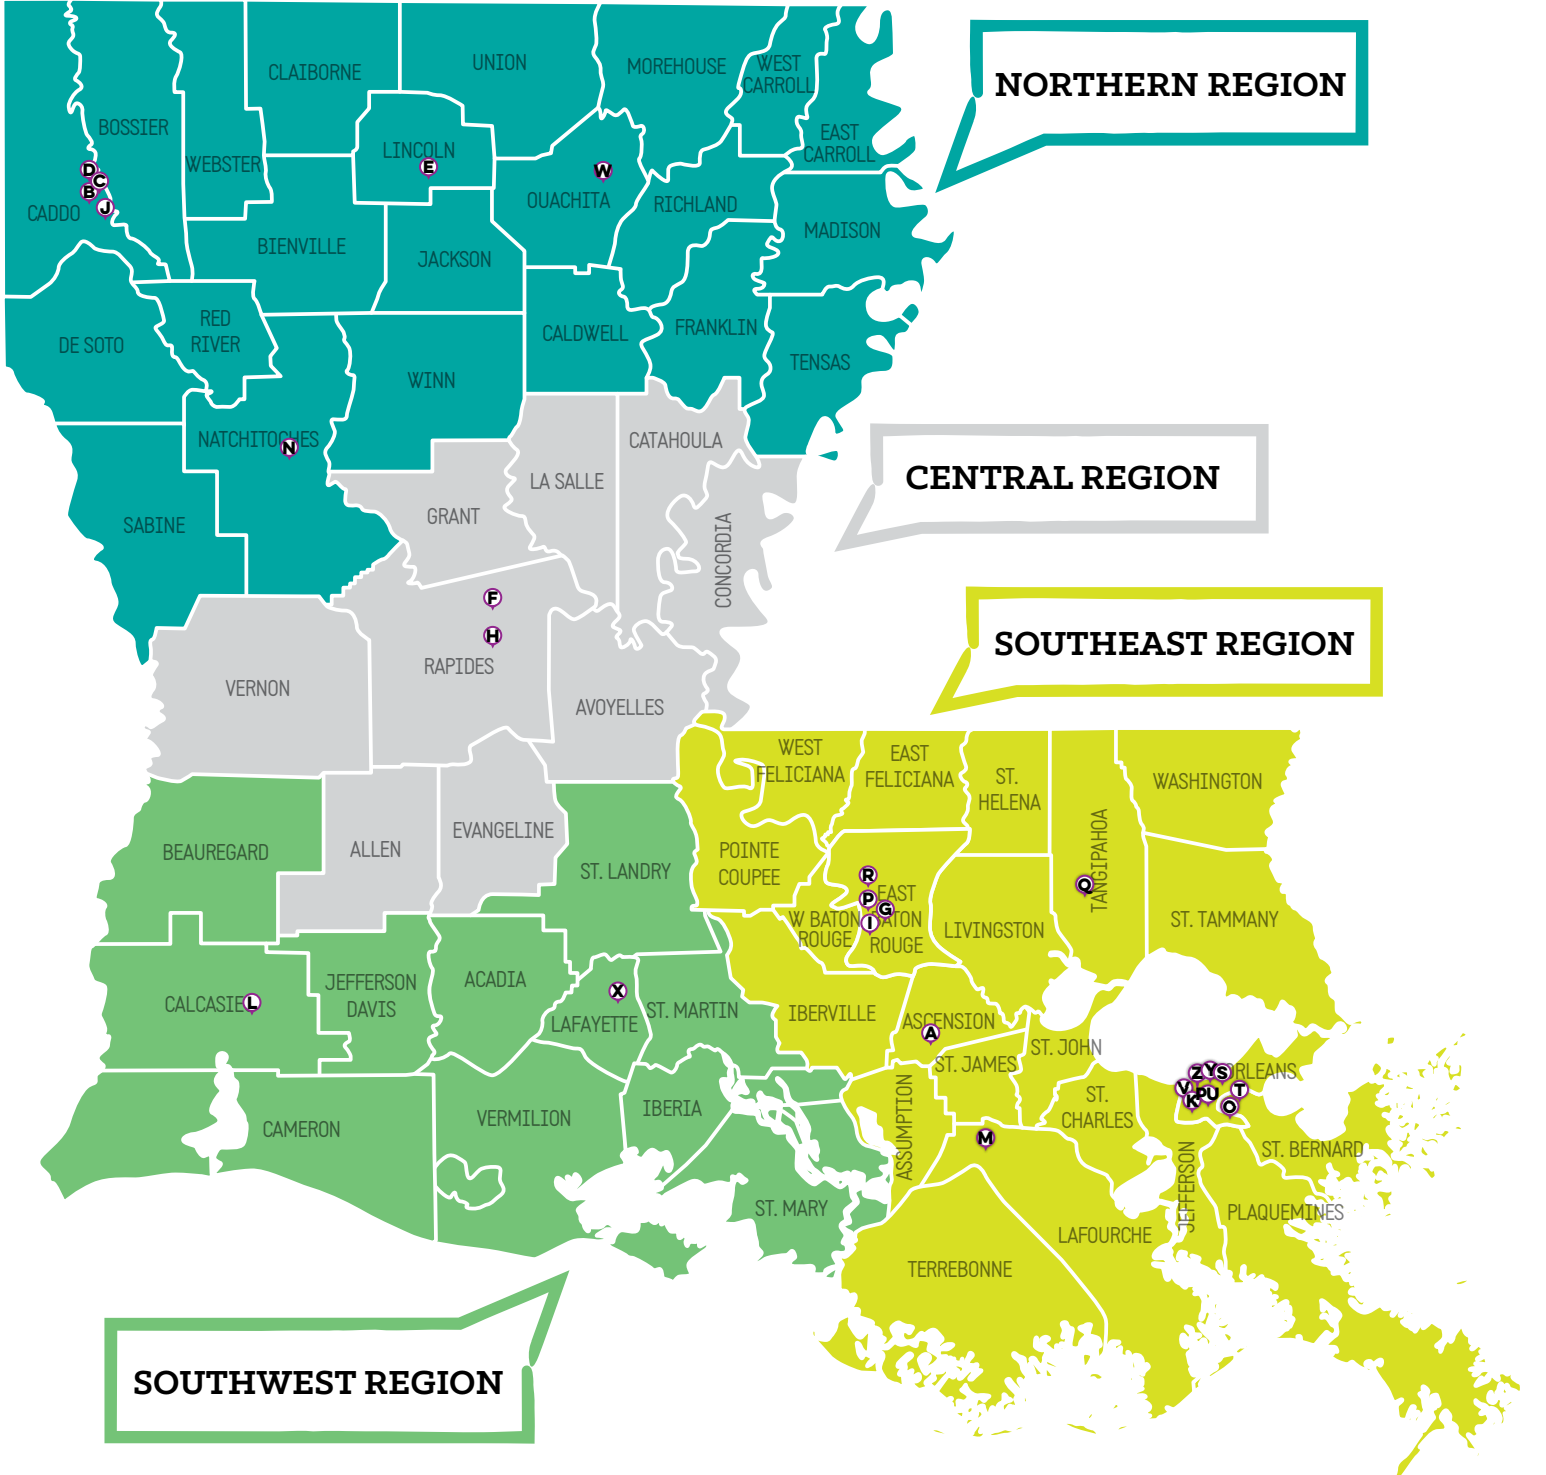 NORTHERN REGION
CLAIBORNE
UNION
MOREHOUSE
WEST
CARROLL
BOSSIER
WEBSTER
LINCOLN
E
EAST
CARROLL
D
C
B
J
CADDO
W
OUACHITA
RICHLAND
MADISON
BIENVILLE
JACKSON
RED
RIVER
DE SOTO
CALDWELL
FRANKLIN
TENSAS
WINN
NATCHITOCHES
N
CATAHOULA
LA SALLE
CENTRAL REGION
SABINE
GRANT
CONCORDIA
F
H
RAPIDES
VERNON
AVOYELLES
SOUTHEAST REGION
WEST
FELICIANA
EAST
FELICIANA
ST.
HELENA
WASHINGTON
TANGIPAHOA
Q
BEAUREGARD
ALLEN
EVANGELINE
ST. LANDRY
POINTE
COUPEE
R
P
G
I
EAST
ATON
ROUGE
W BATON
ROUGE
LIVINGSTON
ST. TAMMANY
CALCASIE
L
JEFFERSON
DAVIS
ACADIA
X
LAFAYETTE
ST. MARTIN
IBERVILLE
ASCENSION
A
ST. JAMES
ST. JOHN
Z
Y
S
RLEANS
V
K
P
U
T
O
CAMERON
VERMILION
IBERIA
ASSUMPTION
ST.
CHARLES
M
JEFFERSON
ST. BERNARD
ST. MARY
PLAQUEMINES
LAFOURCHE
TERREBONNE
SOUTHWEST REGION